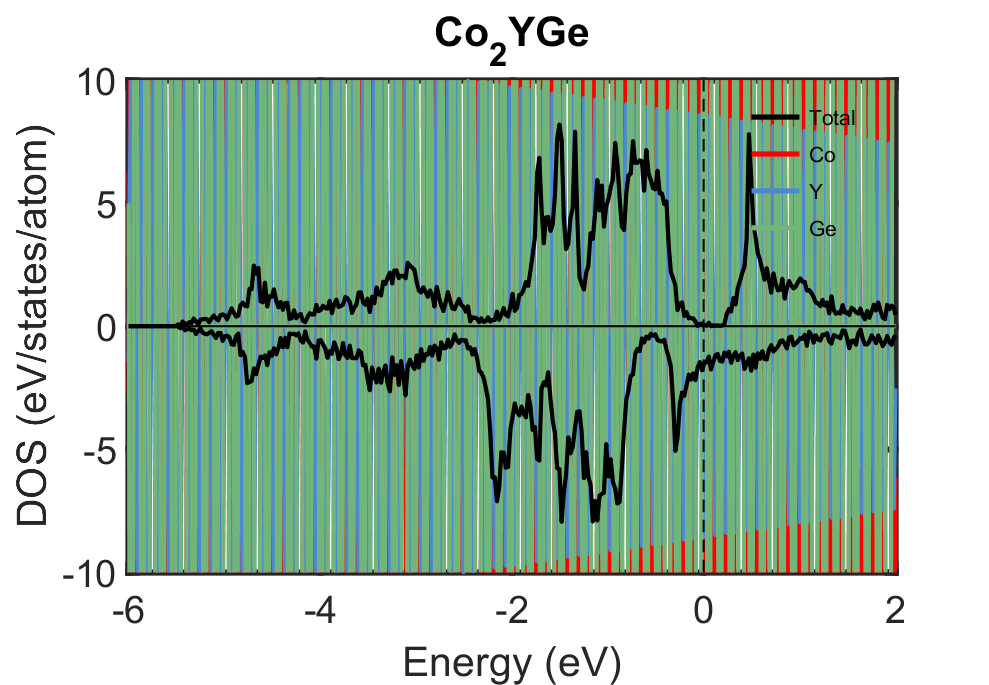 Co2YGe
DOS (eV/states/atom)
10
5
0
-5
-10
Total
Co
Y
Ge
-6 -4 -2 0 2
Energy (eV)